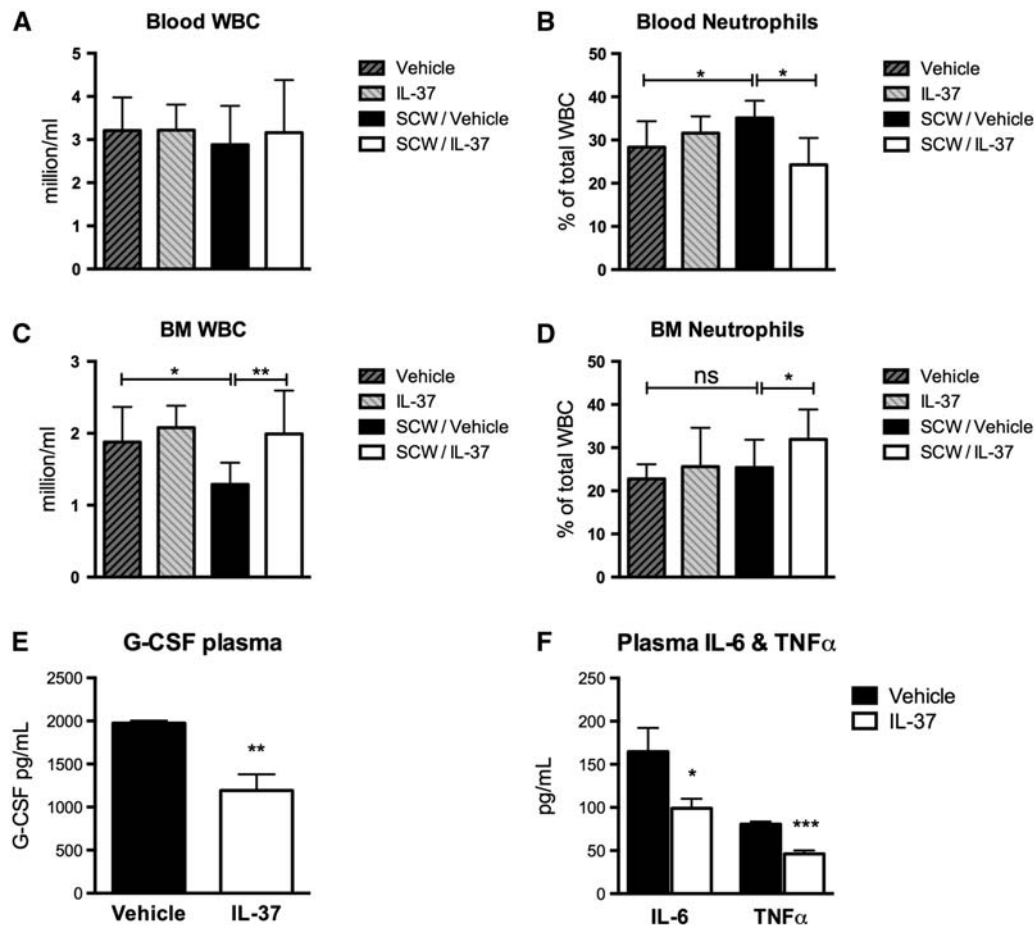 A
Blood WBC
5
4
3
2
1
0
million/ml
Vehicle
IL-37
SCW / Vehicle
SCW / IL-37
B
Blood Neutrophils
50
40
30
20
10
0
% of total WBC
* *
Vehicle
IL-37
SCW / Vehicle
SCW / IL-37
C
BM WBC
3
2
1
0
million/ml
* **
Vehicle
IL-37
SCW / Vehicle
SCW / IL-37
D
BM Neutrophils
50
40
30
20
10
0
% of total WBC
ns *
Vehicle
IL-37
SCW / Vehicle
SCW / IL-37
E
G-CSF plasma
2500
2000
1500
1000
500
0
G-CSF pg/mL
**
Vehicle IL-37
F
Plasma IL-6 & TNFα
250
200
150
100
50
0
pg/mL
*
***
IL-6 TNFα
Vehicle
IL-37